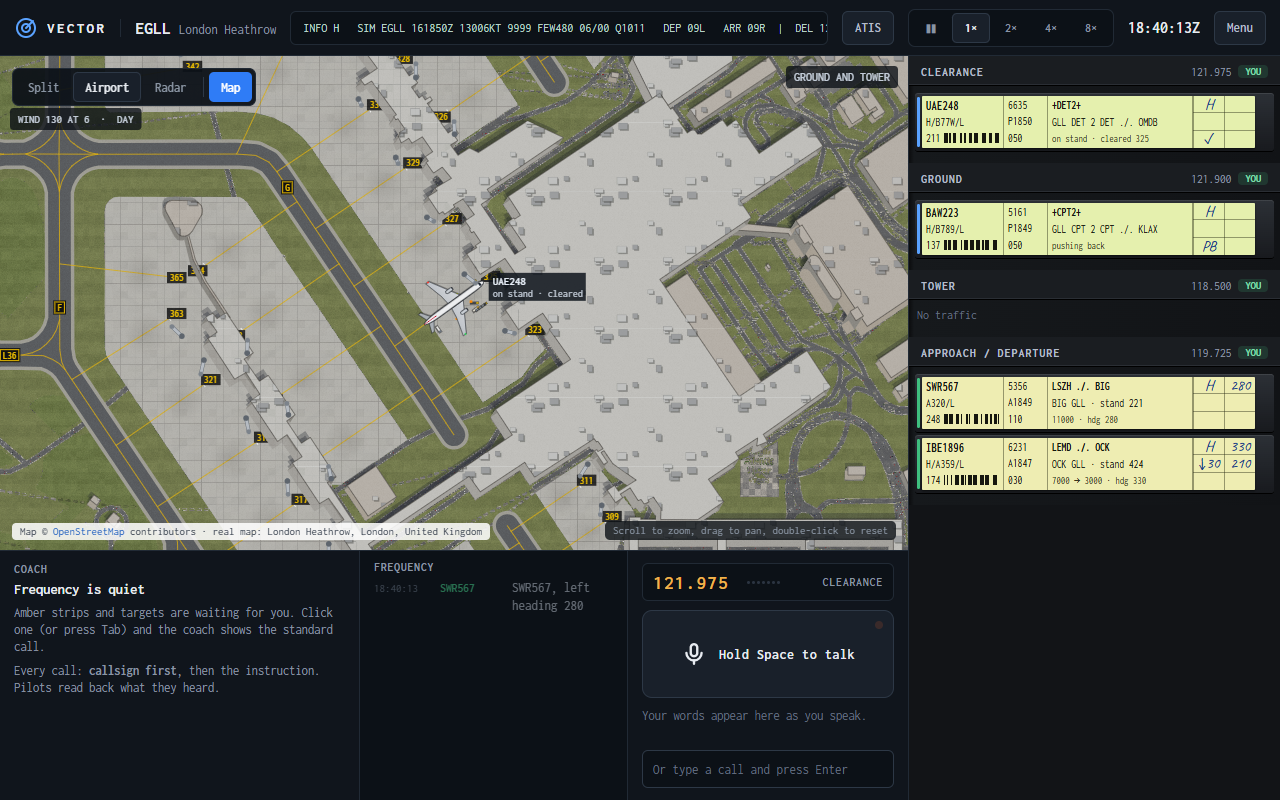 VECTOR
EGLL London Heathrow
INFO H SIM EGLL 161850Z 13006KT 9999 FEW480 06/00 Q1011 DEP 09L ARR 09R | DEL
ATIS
1×
2×
4×
8×
18:40:13Z
Menu
Split
Airport
Radar
Map
WIND 130 AT 6 · DAY
GROUND AND TOWER
G
329
327
365
363
F
L36
321
323
311
309
UAE248
on stand · cleared
Map © OpenStreetMap contributors · real map: London Heathrow, London, United Kingdom
Scroll to zoom, drag to pan, double-click to reset
CLEARANCE 121.975 YOU
UAE248 6635 +DET2+ H
H/B77W/L P1850 GLL DET 2 DET ./. OMDB
211 050 on stand · cleared 325 ✓
GROUND 121.900 YOU
BAW223 5161 +CPT2+ H
H/B789/L P1849 GLL CPT 2 CPT ./. KLAX
137 050 pushing back PB
TOWER 118.500 YOU
No traffic
APPROACH / DEPARTURE 119.725 YOU
SWR567 5356 LSZH ./. BIG H 280
A320/L A1849 BIG GLL · stand 221
248 110 11000 · hdg 280
IBE1896 6231 LEMD ./. OCK H 330
H/A359/L A1847 OCK GLL · stand 424 ↓30 210
174 030 7000 → 3000 · hdg 330
COACH
Frequency is quiet
Amber strips and targets are waiting for you. Click
one (or press Tab) and the coach shows the standard
call.
Every call: callsign first, then the instruction.
Pilots read back what they heard.
FREQUENCY
18:40:13 SWR567 SWR567, left
heading 280
121.975 CLEARANCE
Hold Space to talk
Your words appear here as you speak.
Or type a call and press Enter